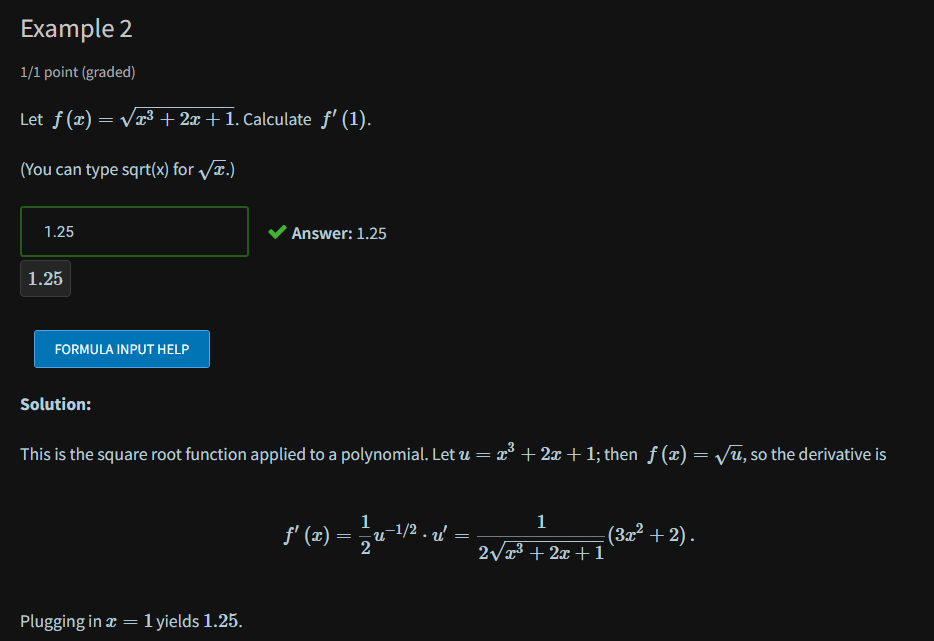 Example 2
1/1 point (graded)
Let f(x) = √(x³ + 2x + 1). Calculate f′(1).
(You can type sqrt(x) for √x.)
1.25
✔ Answer: 1.25
1.25
FORMULA INPUT HELP
Solution:
This is the square root function applied to a polynomial. Let u = x³ + 2x + 1; then f(x) = √u, so the derivative is
f′(x) = 1/2 u^(−1/2) · u′ = 1/(2√(x³ + 2x + 1)) (3x² + 2).
Plugging in x = 1 yields 1.25.